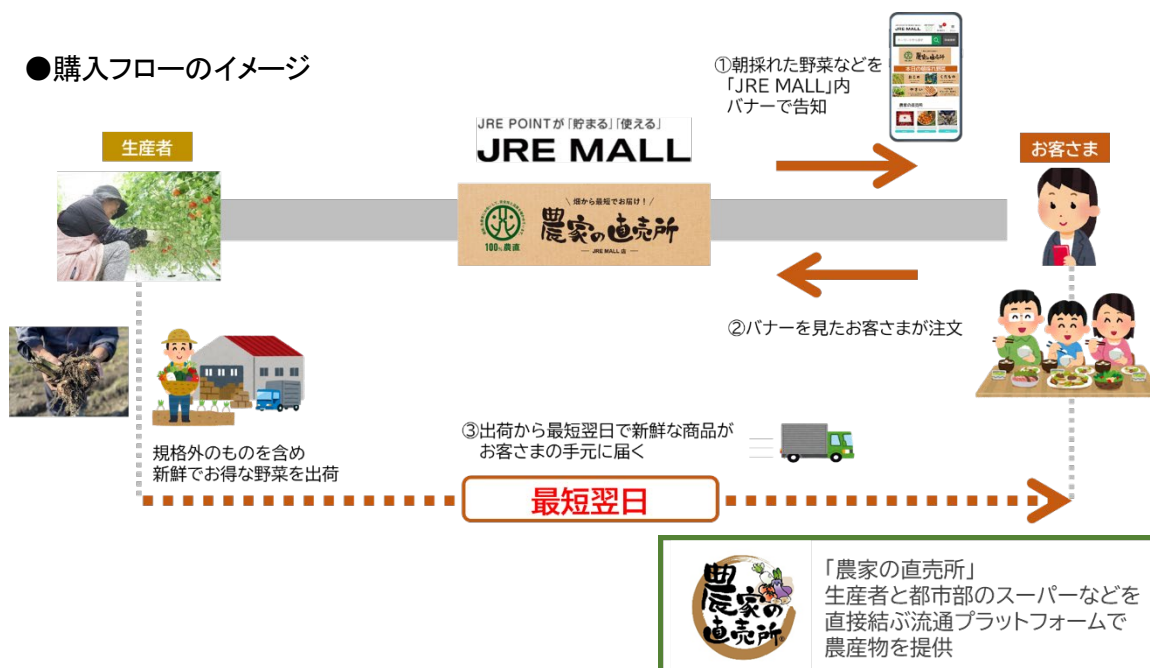 ●購入フローのイメージ
①朝採れた野菜などを
「JRE MALL」内
バナーで告知
JRE MALL
農家の直売所
生産者
JRE POINTが「貯まる」「使える」
JRE MALL
お客さま
\ 畑から最短でお届け！ /
農家の直売所
100%農直
― JRE MALL 店 ―
②バナーを見たお客さまが注文
規格外のものを含め
新鮮でお得な野菜を出荷
③出荷から最短翌日で新鮮な商品が
お客さまの手元に届く
最短翌日
農家の
直売所
「農家の直売所」
生産者と都市部のスーパーなどを
直接結ぶ流通プラットフォームで
農産物を提供